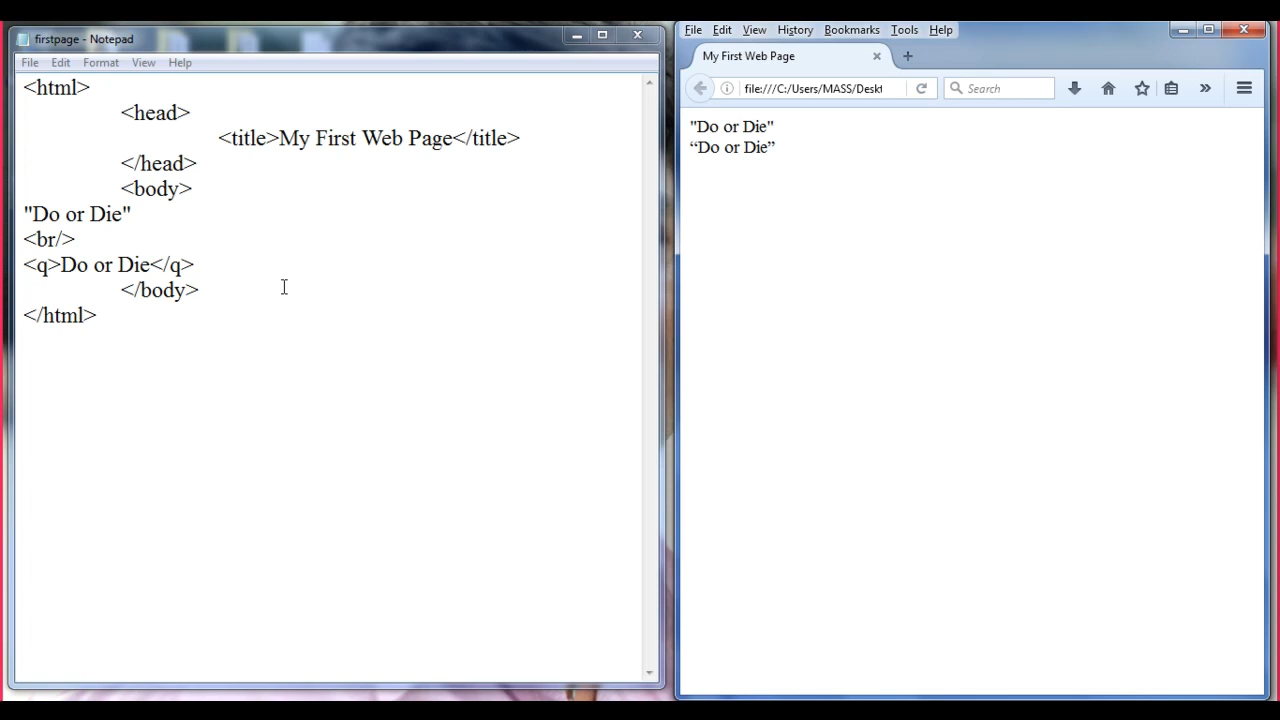 firstpage - Notepad
File Edit Format View Help
<html>
<head>
<title>My First Web Page</title>
</head>
<body>
"Do or Die"
<br/>
<q>Do or Die</q>
</body>
</html>
File Edit View History Bookmarks Tools Help
My First Web Page
file:///C:/Users/MASS/Deskt
Search
"Do or Die"
“Do or Die”